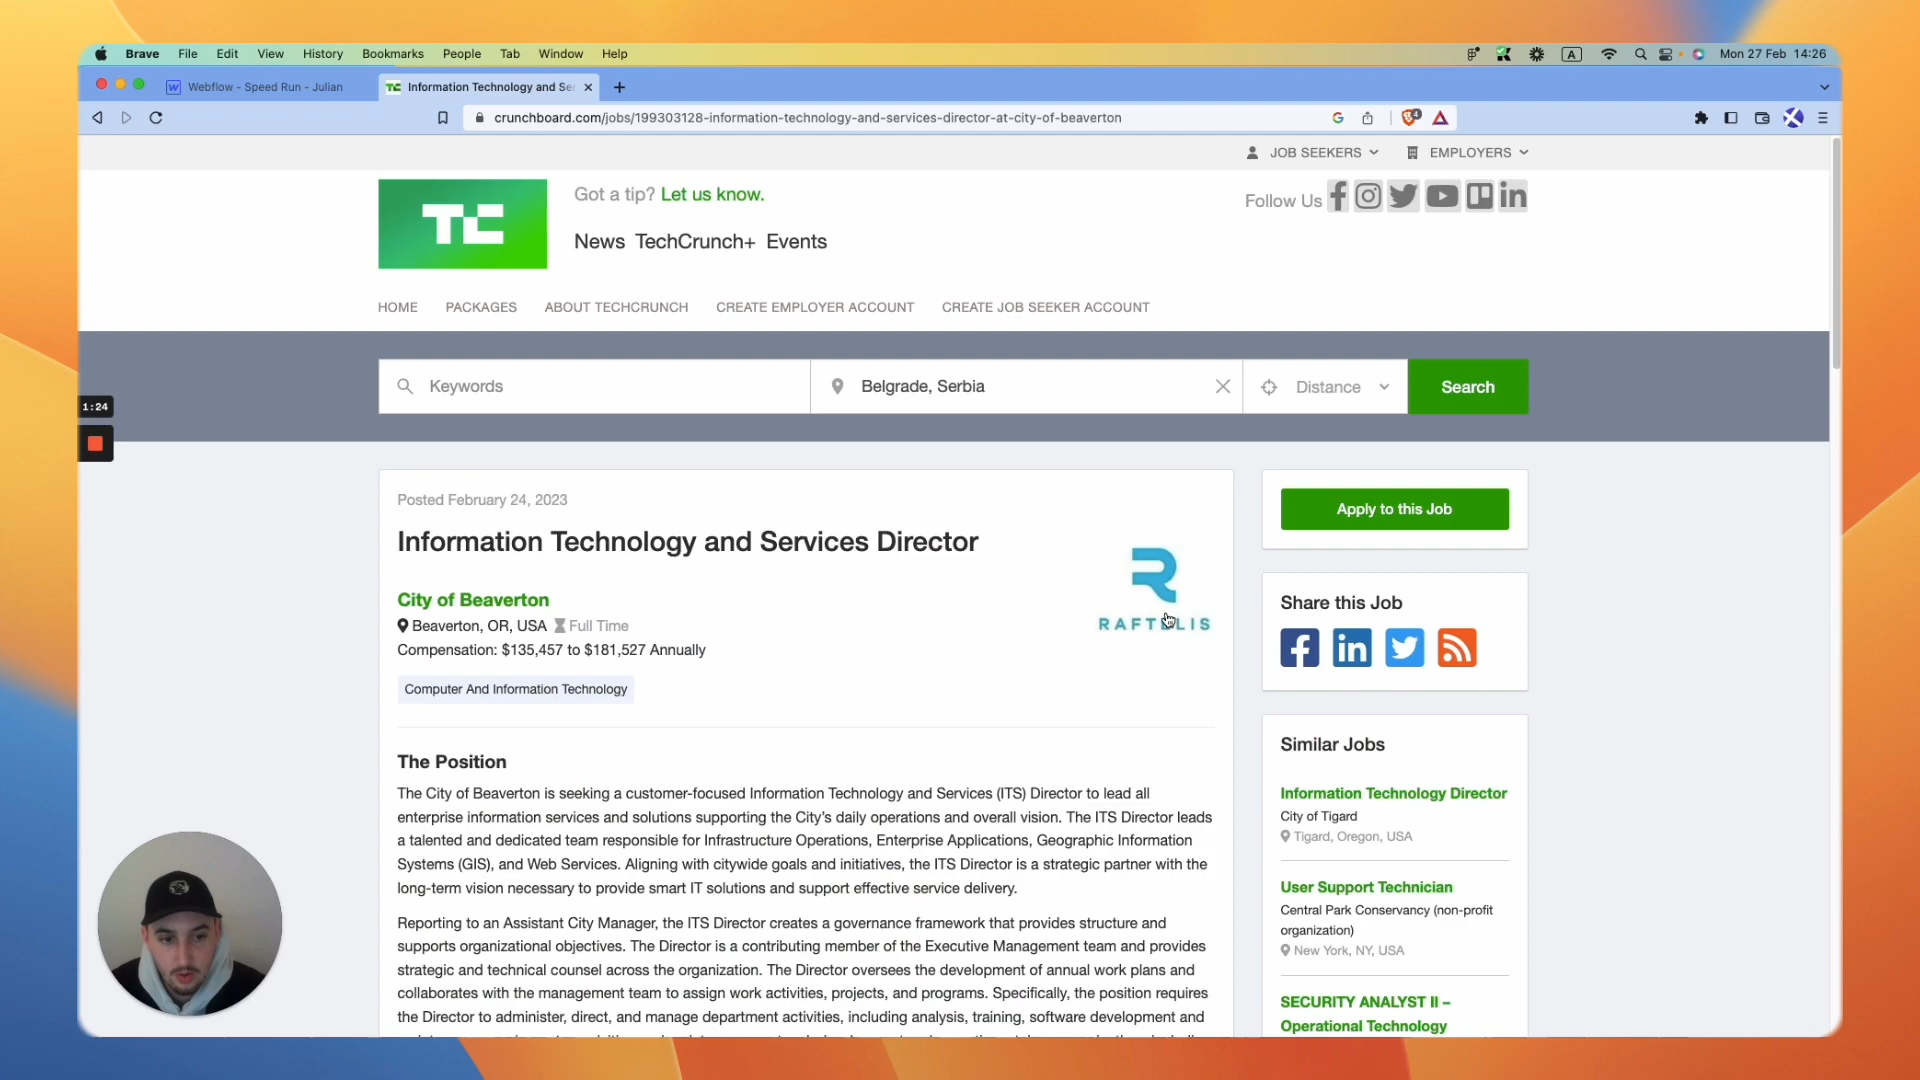 Brave File Edit View History Bookmarks People Tab Window Help
A
Mon 27 Feb 14:26
Webflow - Speed Run - Julian
TC Information Technology and Se
crunchboard.com/jobs/199303128-information-technology-and-services-director-at-city-of-beaverton
JOB SEEKERS
EMPLOYERS
TC
Got a tip? Let us know.
News TechCrunch+ Events
Follow Us
HOME PACKAGES ABOUT TECHCRUNCH CREATE EMPLOYER ACCOUNT CREATE JOB SEEKER ACCOUNT
Keywords
Belgrade, Serbia
Distance
Search
1:24
Posted February 24, 2023
Information Technology and Services Director
City of Beaverton
Beaverton, OR, USA Full Time
Compensation: $135,457 to $181,527 Annually
Computer And Information Technology
RAFTELIS
The Position
The City of Beaverton is seeking a customer-focused Information Technology and Services (ITS) Director to lead all
enterprise information services and solutions supporting the City's daily operations and overall vision. The ITS Director leads
a talented and dedicated team responsible for Infrastructure Operations, Enterprise Applications, Geographic Information
Systems (GIS), and Web Services. Aligning with citywide goals and initiatives, the ITS Director is a strategic partner with the
long-term vision necessary to provide smart IT solutions and support effective service delivery.
Reporting to an Assistant City Manager, the ITS Director creates a governance framework that provides structure and
supports organizational objectives. The Director is a contributing member of the Executive Management team and provides
strategic and technical counsel across the organization. The Director oversees the development of annual work plans and
collaborates with the management team to assign work activities, projects, and programs. Specifically, the position requires
the Director to administer, direct, and manage department activities, including analysis, training, software development and
Apply to this Job
Share this Job
Similar Jobs
Information Technology Director
City of Tigard
Tigard, Oregon, USA
User Support Technician
Central Park Conservancy (non-profit
organization)
New York, NY, USA
SECURITY ANALYST II –
Operational Technology